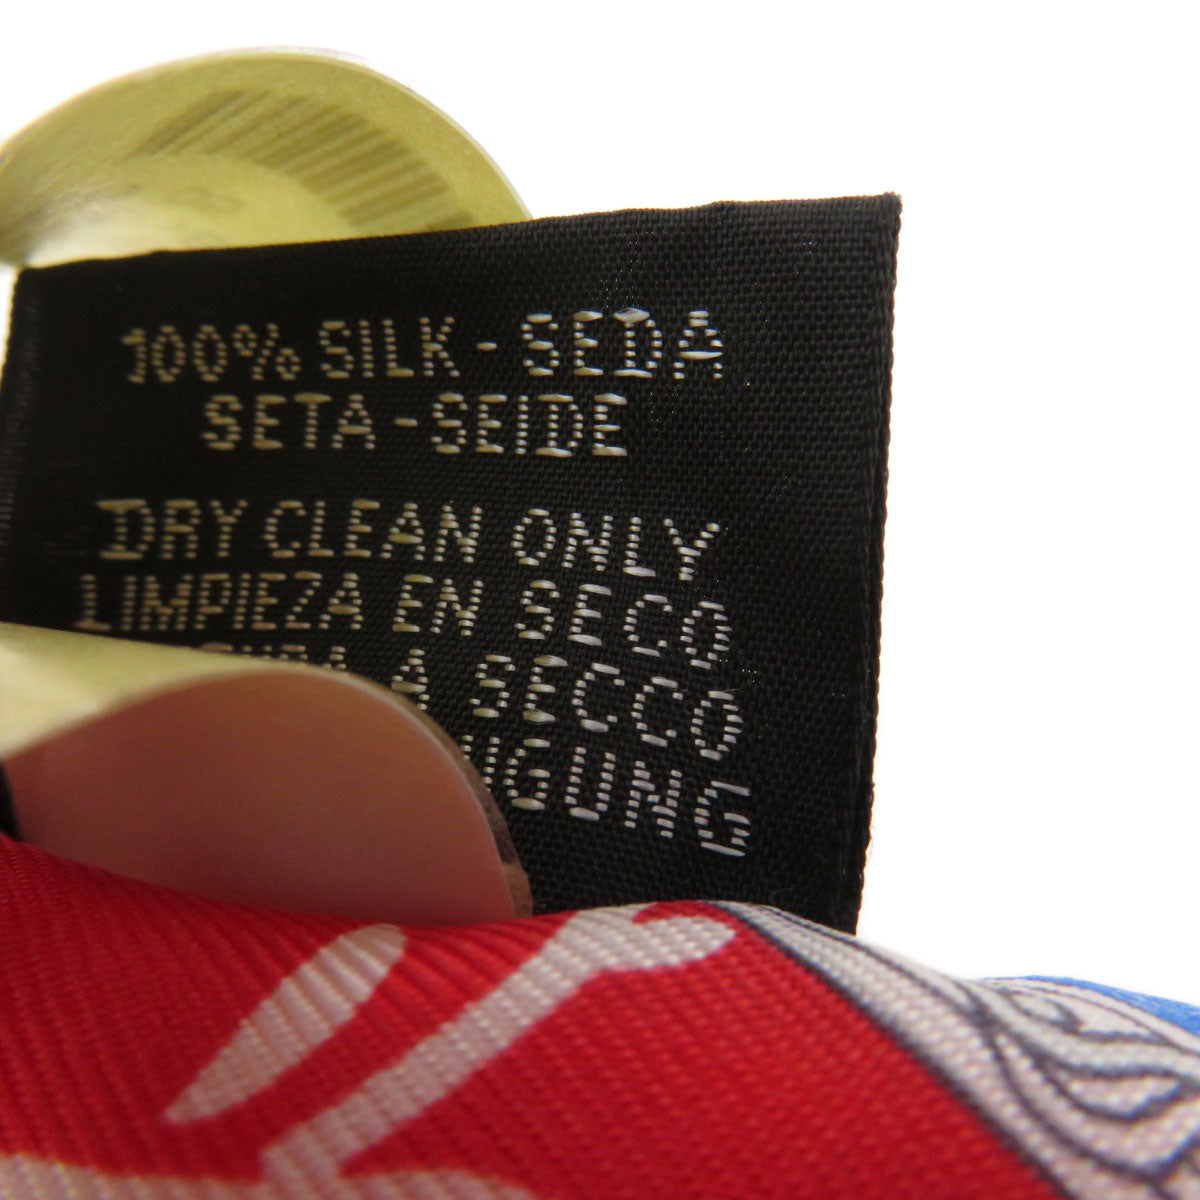 100% SILK - SEDA
SETA - SEIDE
DRY CLEAN ONLY
LIMPIEZA EN SECO
A SECCO